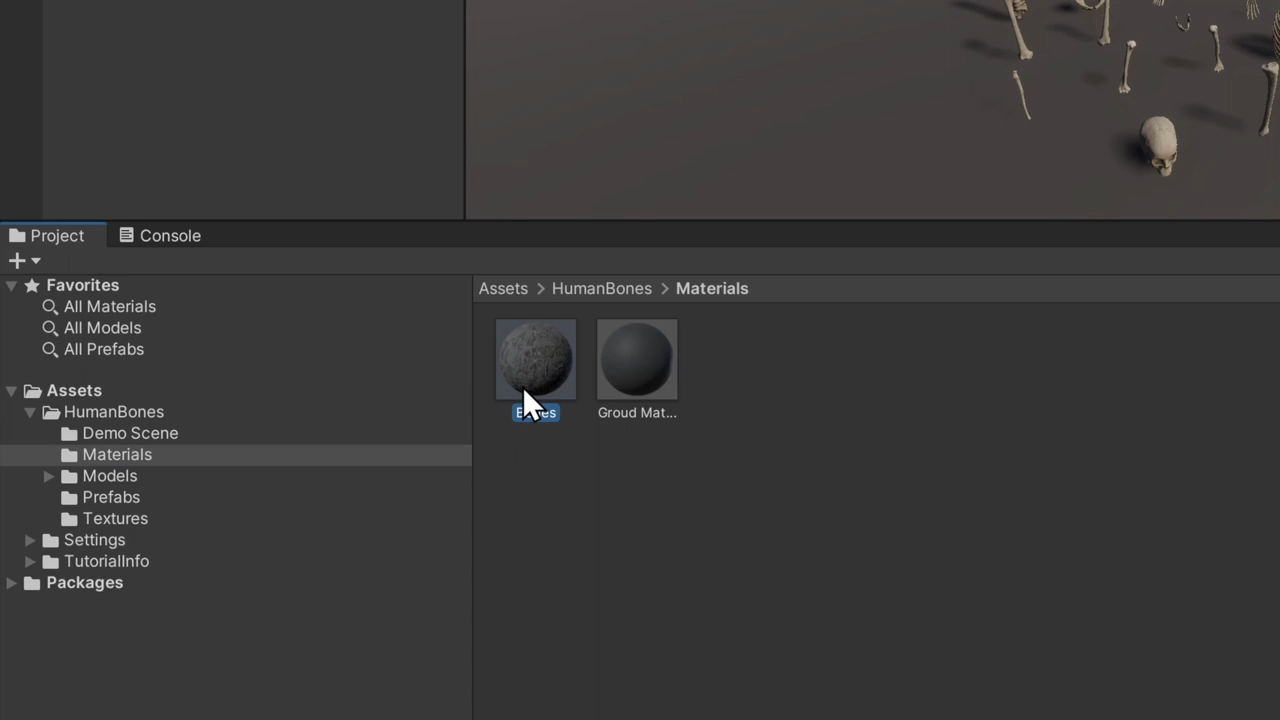 Project
Console
Favorites
All Materials
All Models
All Prefabs
Assets
HumanBones
Demo Scene
Materials
Models
Prefabs
Textures
Settings
TutorialInfo
Packages
Assets > HumanBones > Materials
Groud Mat...